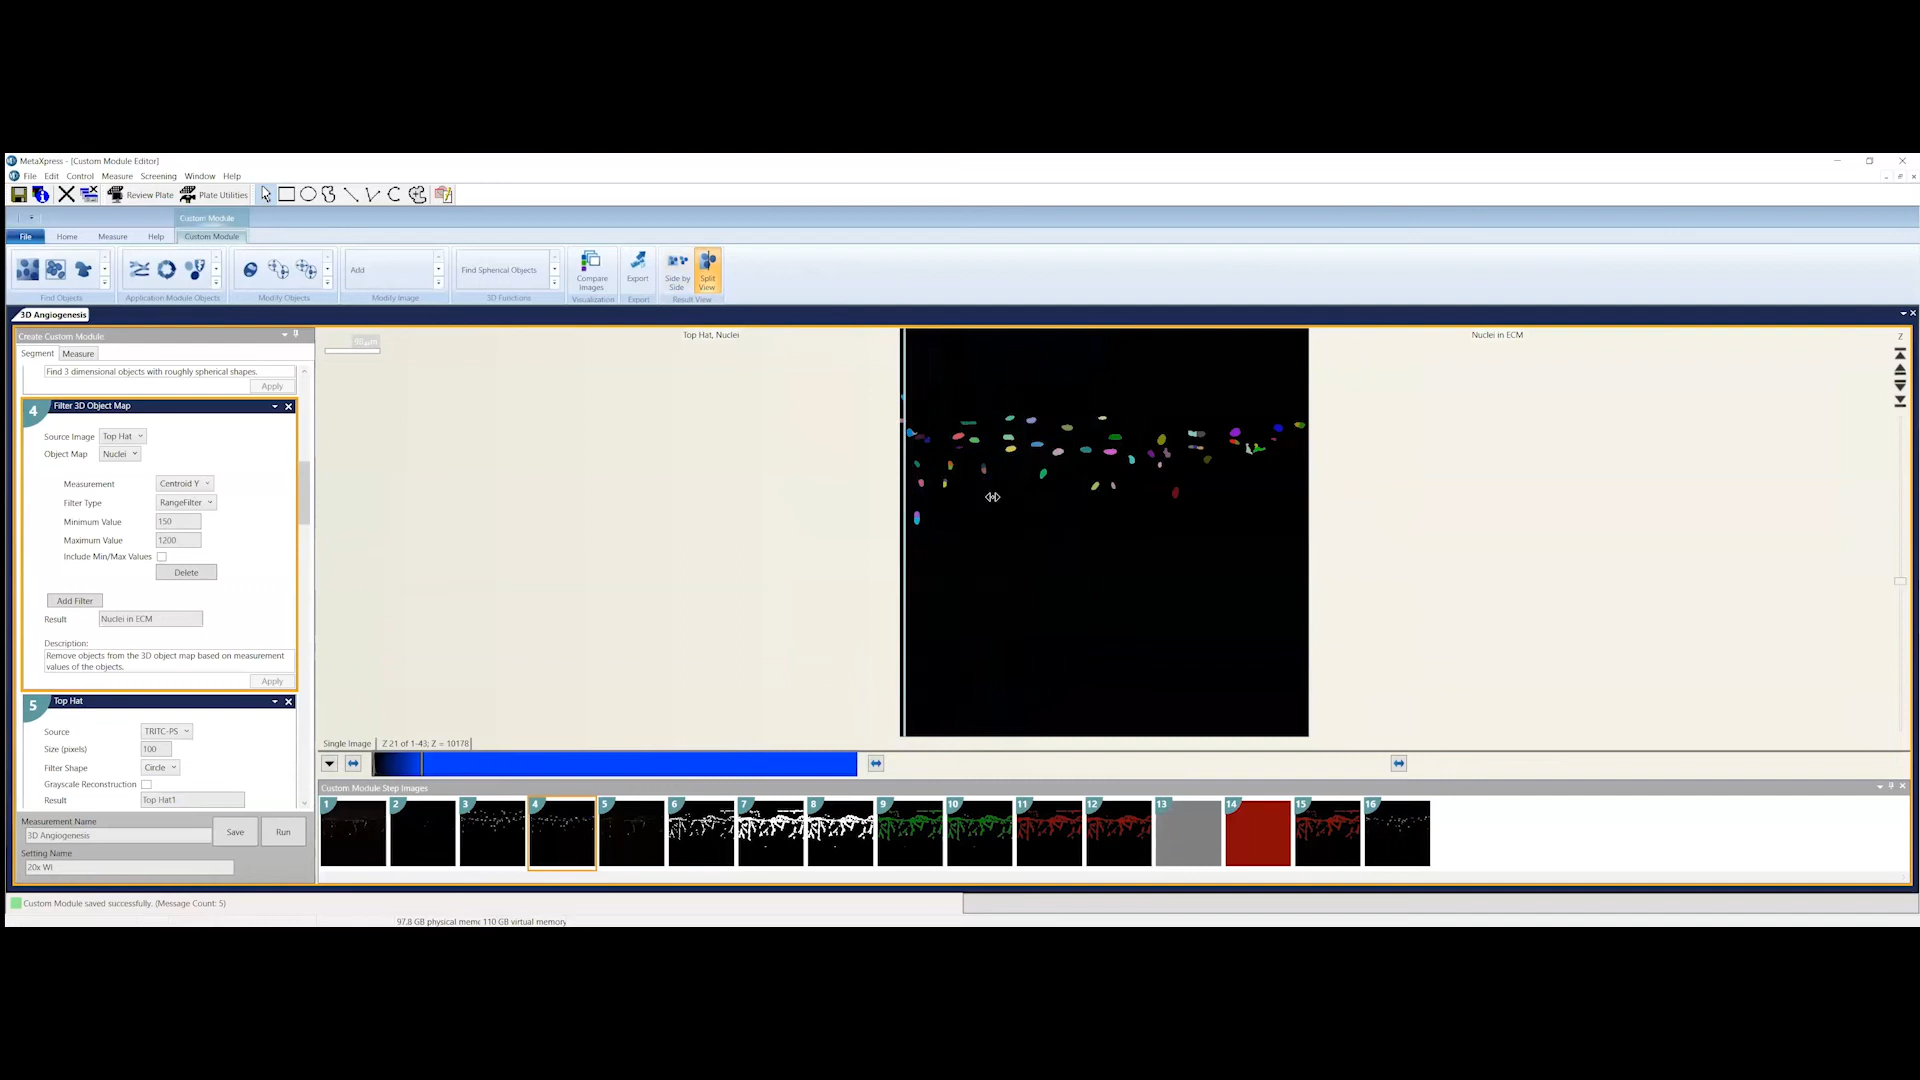 MetaXpress - [Custom Module Editor]
File Edit Control Measure Screening Window Help
Review Plate Plate Utilities
Custom Module
File Home Measure Help Custom Module
Add
Find Spherical Objects
Compare Images
Export
Side by Side
Split View
Find Objects
Application Module Objects
Modify Objects
Modify Image
3D Functions
Visualization
Export
Result View
3D Angiogenesis
Create Custom Module
Segment Measure
Find 3 dimensional objects with roughly spherical shapes.
Apply
4 Filter 3D Object Map
Source Image Top Hat
Object Map Nuclei
Measurement Centroid Y
Filter Type RangeFilter
Minimum Value 150
Maximum Value 1200
Include Min/Max Values
Delete
Add Filter
Result Nuclei in ECM
Description:
Remove objects from the 3D object map based on measurement
values of the objects.
Apply
5 Top Hat
Source TRITC-PS
Size (pixels) 100
Filter Shape Circle
Grayscale Reconstruction
Result Top Hat1
Measurement Name
3D Angiogenesis
Save Run
Setting Name
20x WI
Top Hat, Nuclei
Nuclei in ECM
Z
Single Image Z 21 of 1-43; Z = 10178
Custom Module Step Images
1 2 3 4 5 6 7 8 9 10 11 12 13 14 15 16
Custom Module saved successfully. (Message Count: 5)
97.8 GB physical meme 110 GB virtual memory